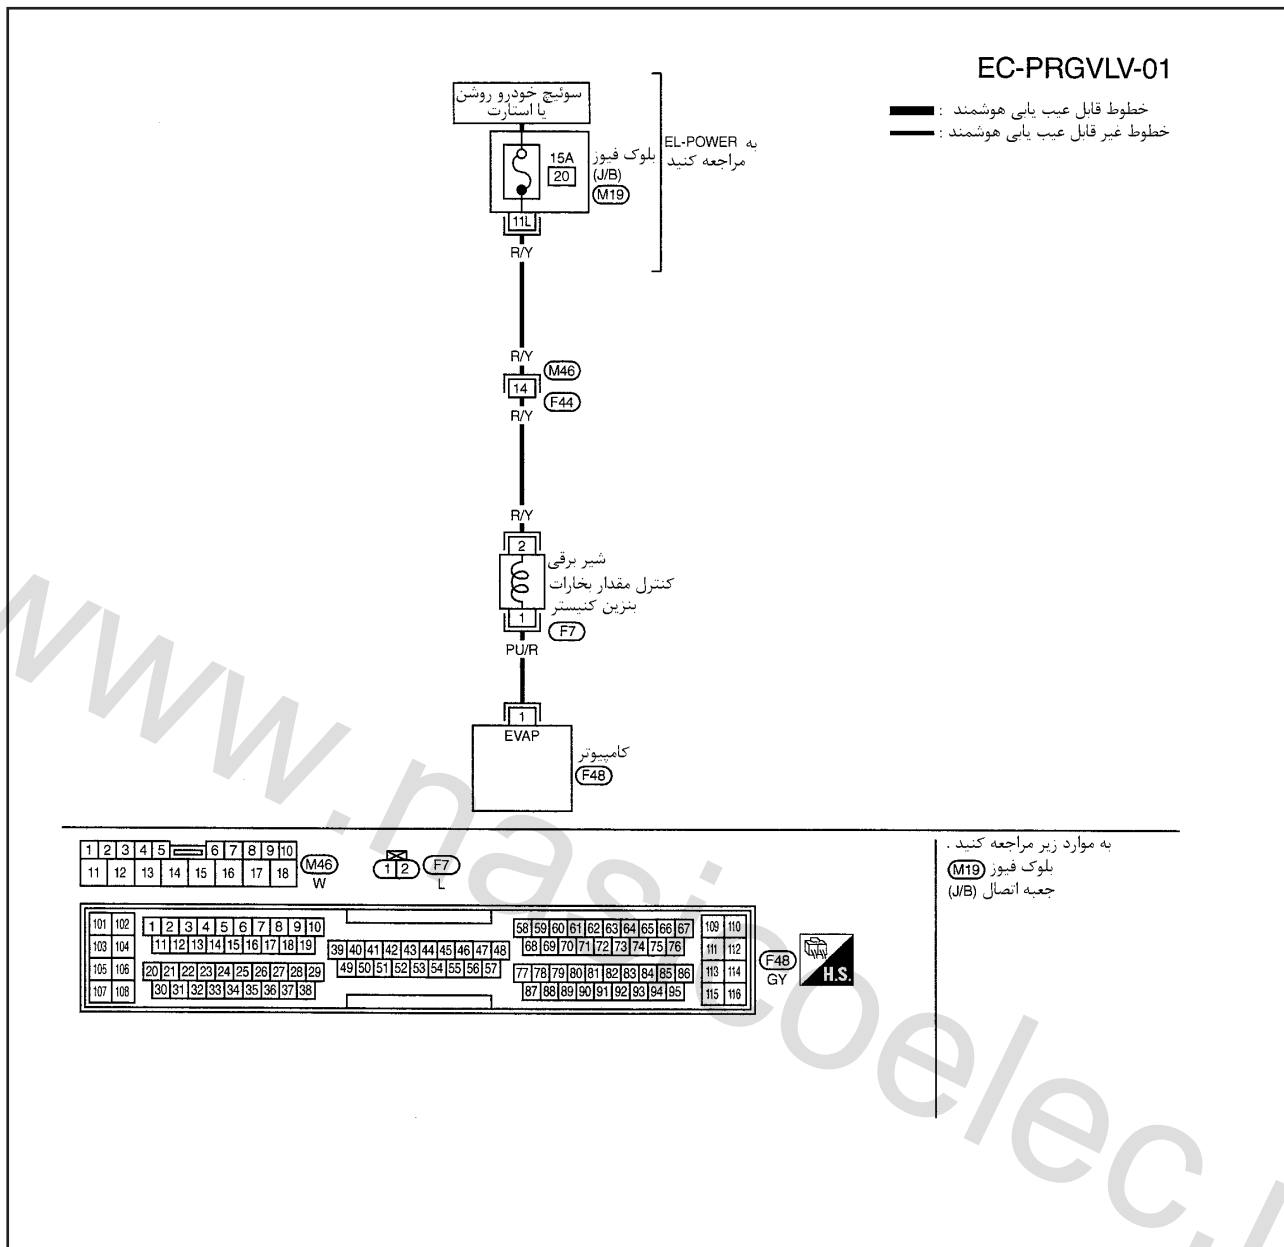 EC-PRGVLV-01
خطوط قابل عیب یابی هوشمند :
خطوط غیر قابل عیب یابی هوشمند :
سوئیچ خودرو روشن
یا استارت
به EL-POWER
مراجعه کنید
15A
20
بلوک فیوز
(J/B)
M19
11L
R/Y
R/Y
M46
14
F44
R/Y
R/Y
2
شیر برقی
کنترل مقدار بخارات
بنزین کنیستر
1
F7
PU/R
1
EVAP
کامپیوتر
F48
1 2 3 4 5 6 7 8 9 10
11 12 13 14 15 16 17 18
M46
W
1 2
F7
L
به موارد زیر مراجعه کنید .
بلوک فیوز M19
جعبه اتصال (J/B)
101 102
103 104
105 106
107 108
1 2 3 4 5 6 7 8 9 10
11 12 13 14 15 16 17 18 19
20 21 22 23 24 25 26 27 28 29
30 31 32 33 34 35 36 37 38
39 40 41 42 43 44 45 46 47 48
49 50 51 52 53 54 55 56 57
58 59 60 61 62 63 64 65 66 67
68 69 70 71 72 73 74 75 76
77 78 79 80 81 82 83 84 85 86
87 88 89 90 91 92 93 94 95
109 110
111 112
113 114
115 116
F48
GY
H.S.
www.nasicoelec.